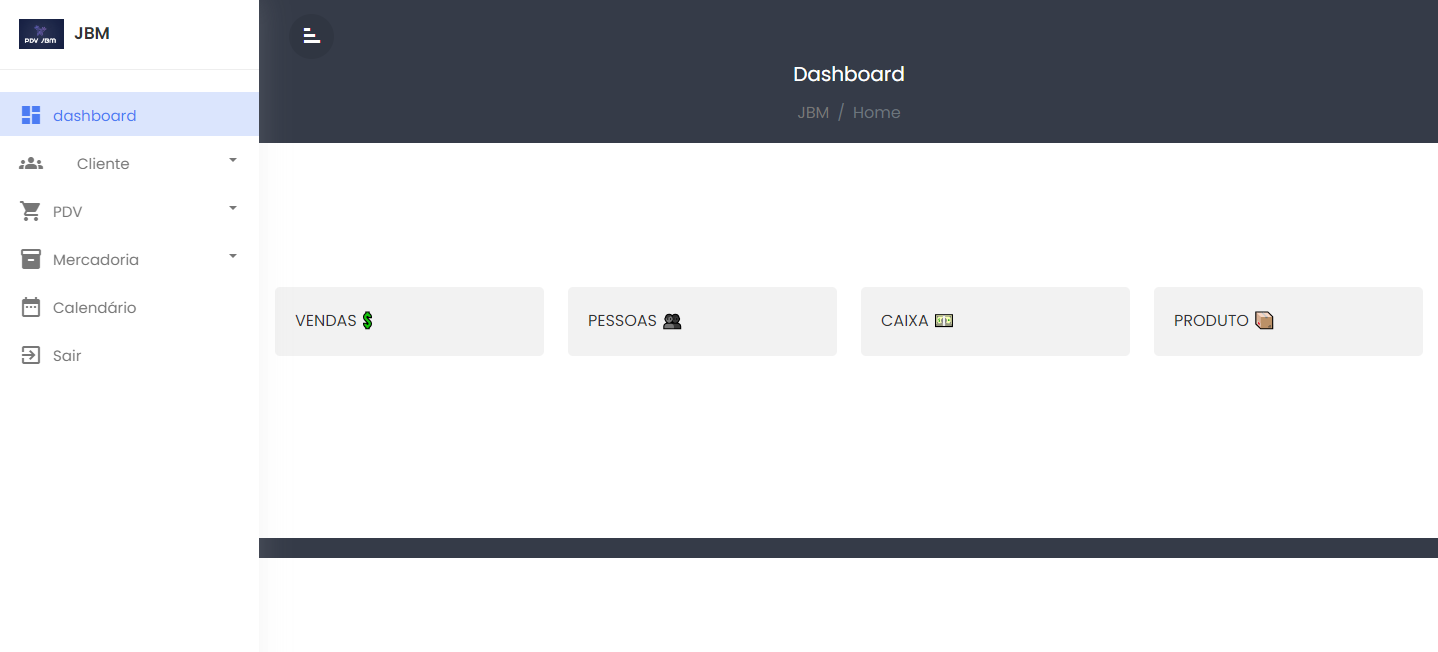 PDV JBM
JBM
dashboard
Cliente
PDV
Mercadoria
Calendário
Sair
Dashboard
JBM / Home
VENDAS
PESSOAS
CAIXA
PRODUTO